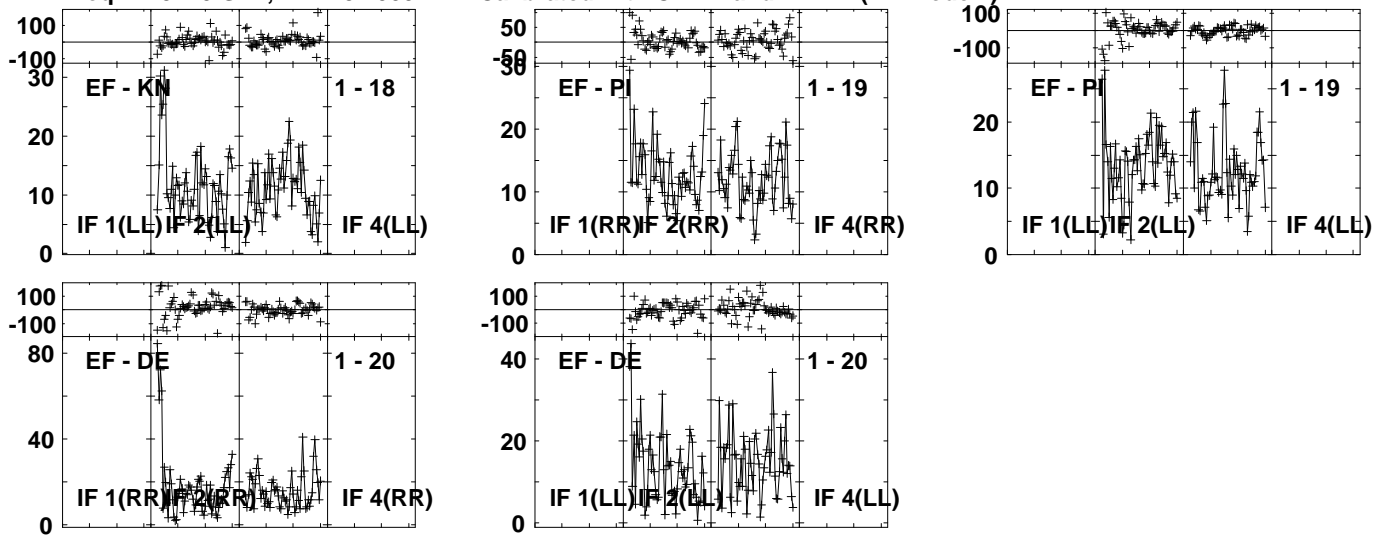 100
50
100
-100
-50
-100
30
EF - KN
1 - 18
30
EF - PI
1 - 19
EF - PI
1 - 19
20
20
20
10
10
10
IF 1(LL)
IF 2(LL)
IF 4(LL)
IF 1(RR)
IF 2(RR)
IF 4(RR)
IF 1(LL)
IF 2(LL)
IF 4(LL)
0
0
0
100
100
-100
-100
80
EF - DE
1 - 20
40
EF - DE
1 - 20
40
20
IF 1(RR)
IF 2(RR)
IF 4(RR)
IF 1(LL)
IF 2(LL)
IF 4(LL)
0
0